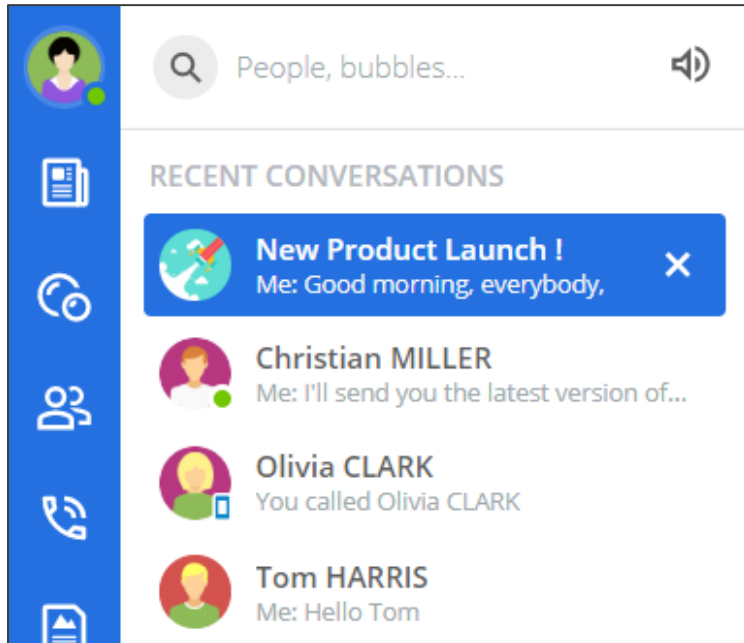 People, bubbles...
RECENT CONVERSATIONS
New Product Launch !
Me: Good morning, everybody,
Christian MILLER
Me: I'll send you the latest version of...
Olivia CLARK
You called Olivia CLARK
Tom HARRIS
Me: Hello Tom